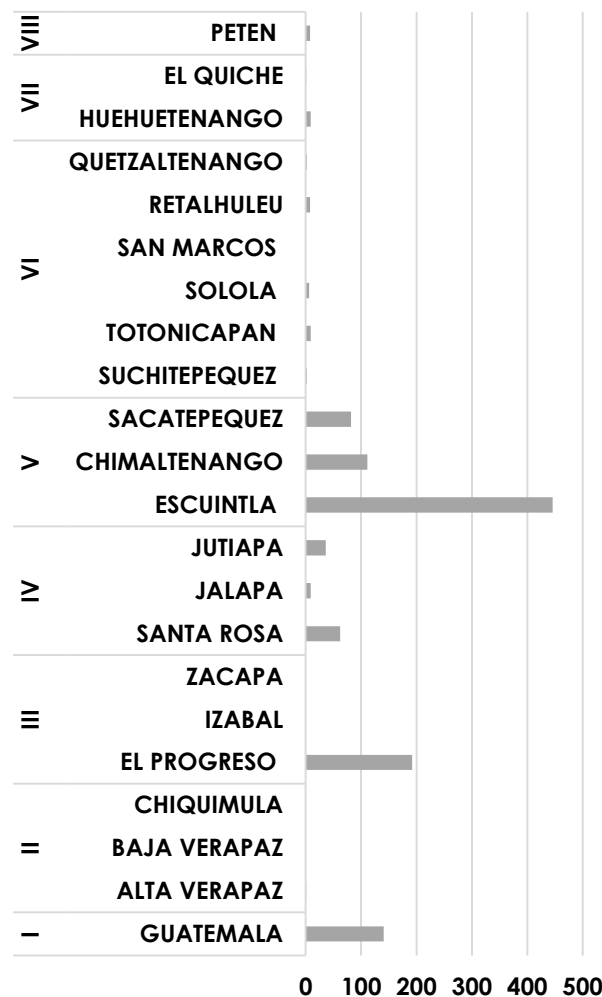 VIII PETEN
VII EL QUICHE
HUEHUETENANGO
VI QUETZALTENANGO
RETALHULEU
SAN MARCOS
SOLOLA
TOTONICAPAN
SUCHITEPEQUEZ
V SACATEPEQUEZ
CHIMALTENANGO
ESCUINTLA
IV JUTIAPA
JALAPA
SANTA ROSA
III ZACAPA
IZABAL
EL PROGRESO
II CHIQUIMULA
BAJA VERAPAZ
ALTA VERAPAZ
I GUATEMALA
0 100 200 300 400 500